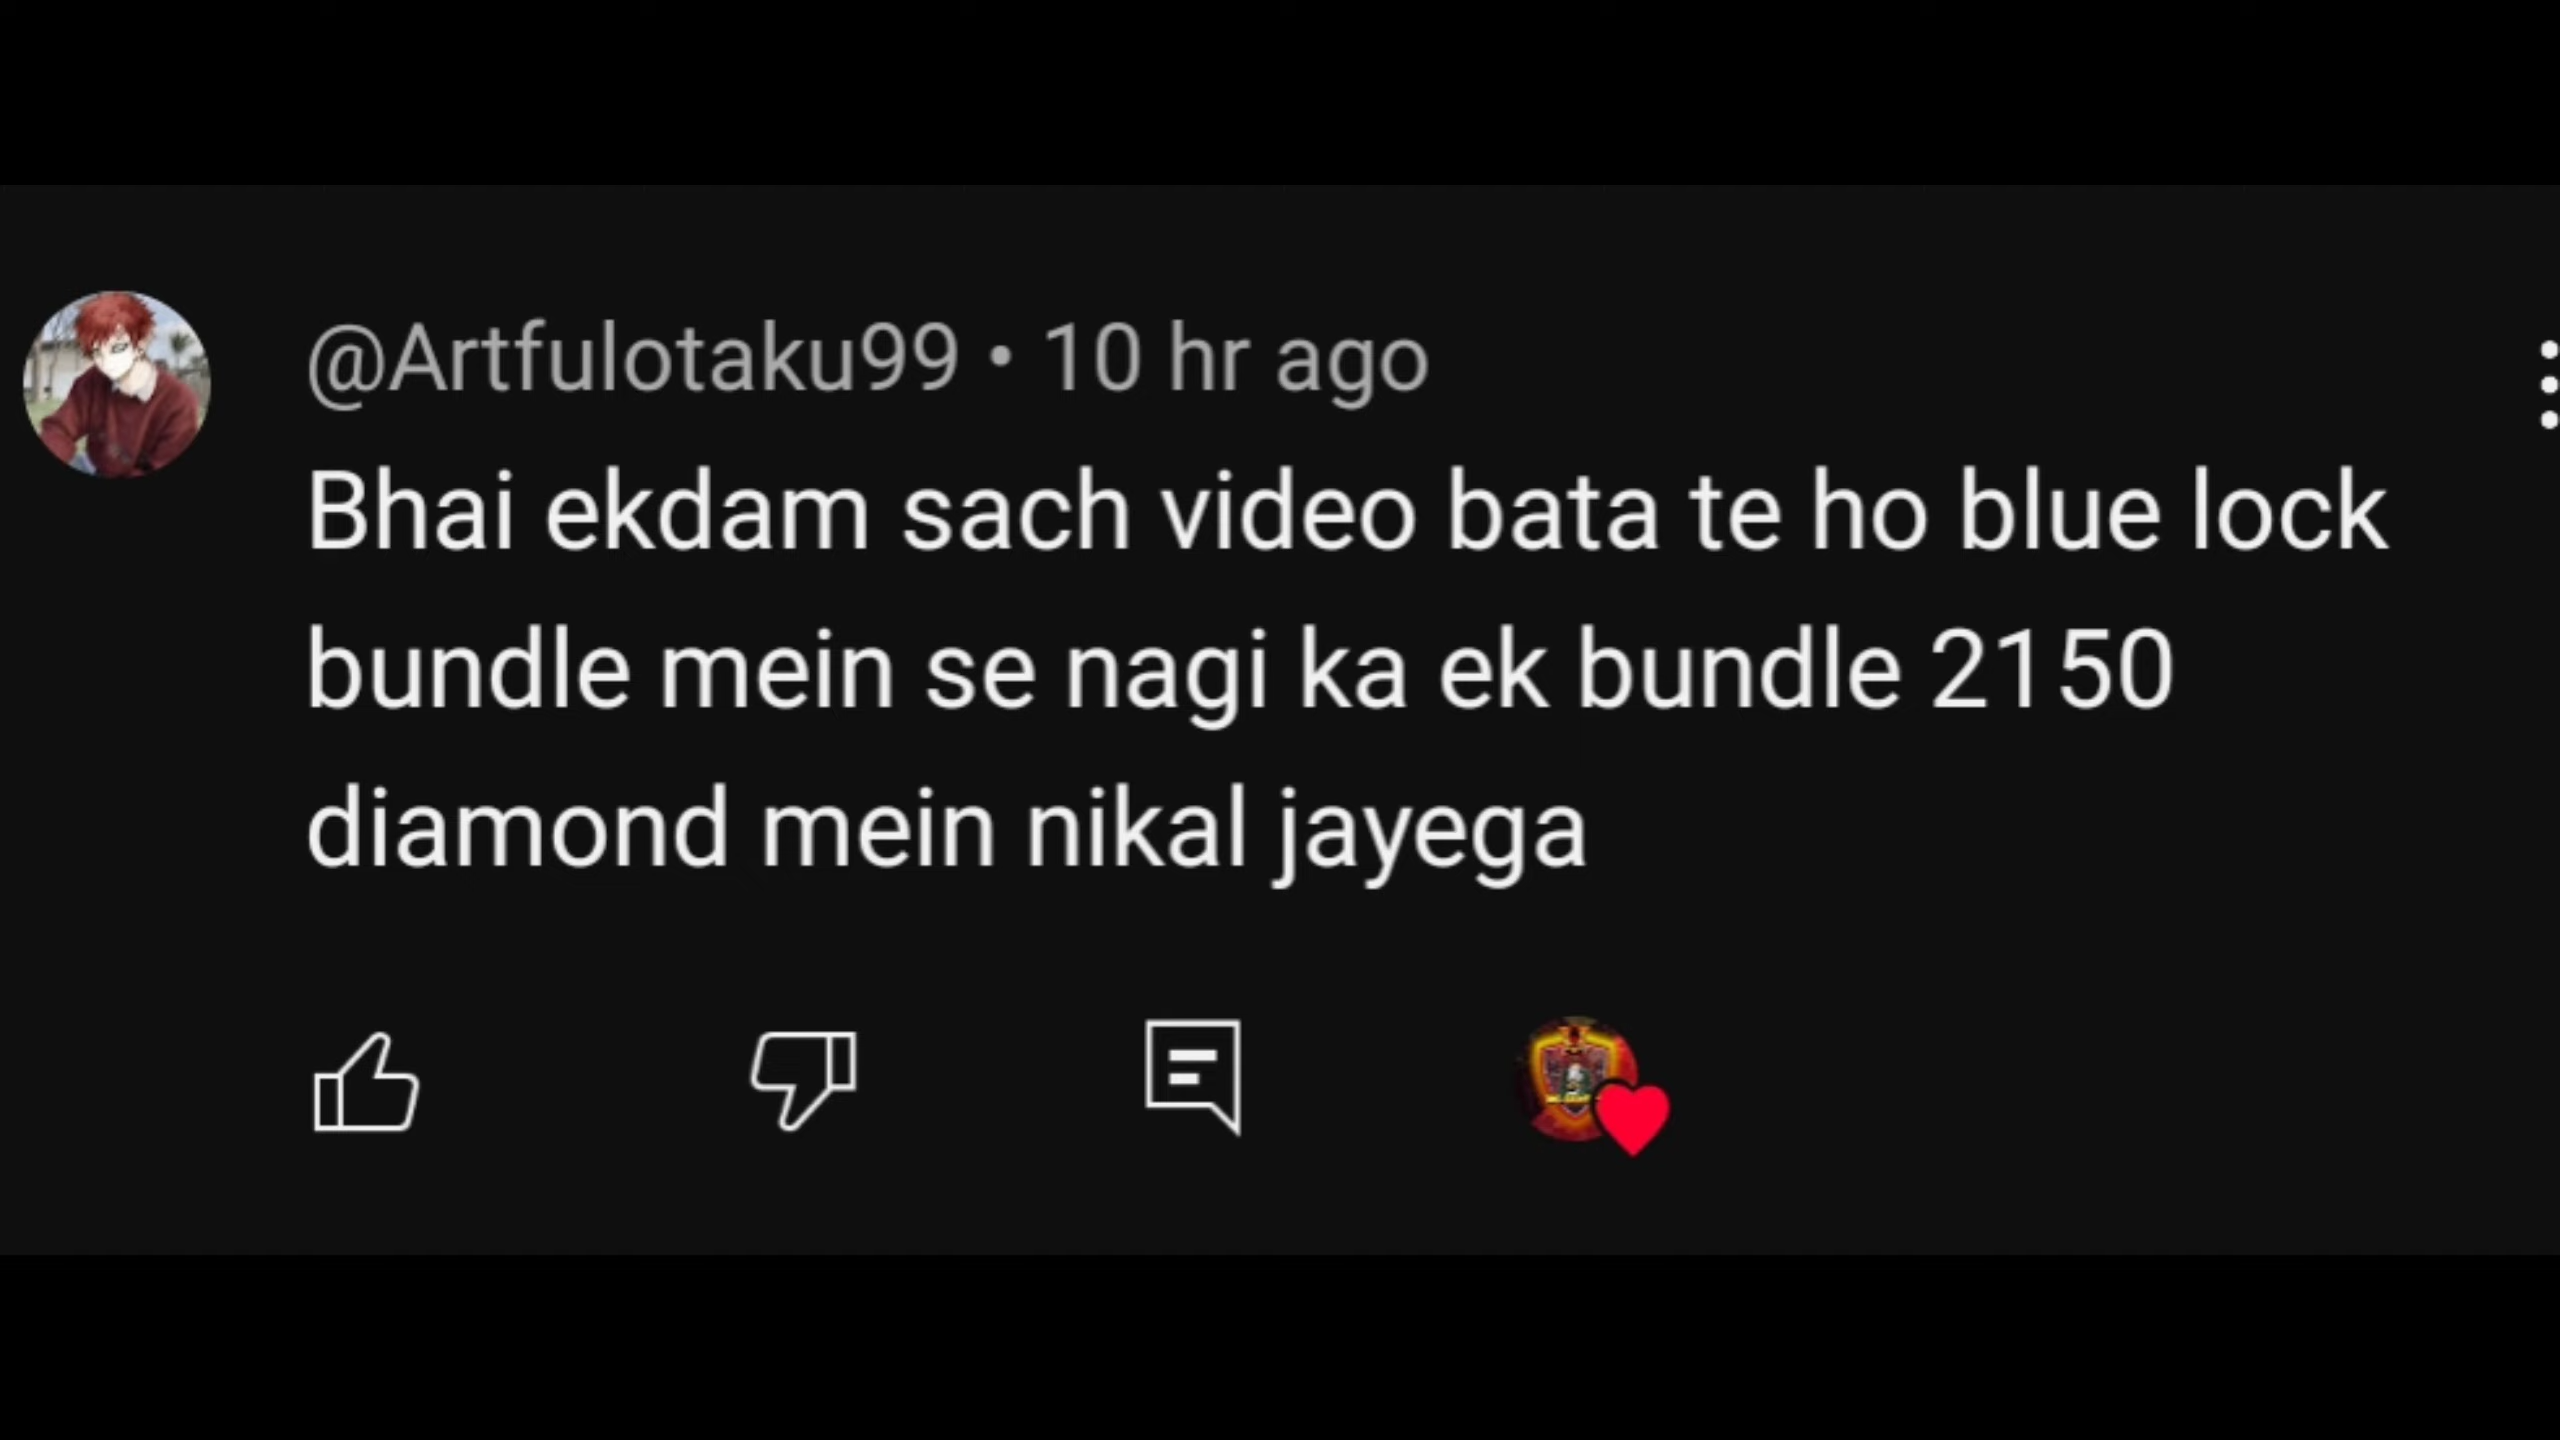 @Artfulotaku99 • 10 hr ago
Bhai ekdam sach video bata te ho blue lock
bundle mein se nagi ka ek bundle 2150
diamond mein nikal jayega